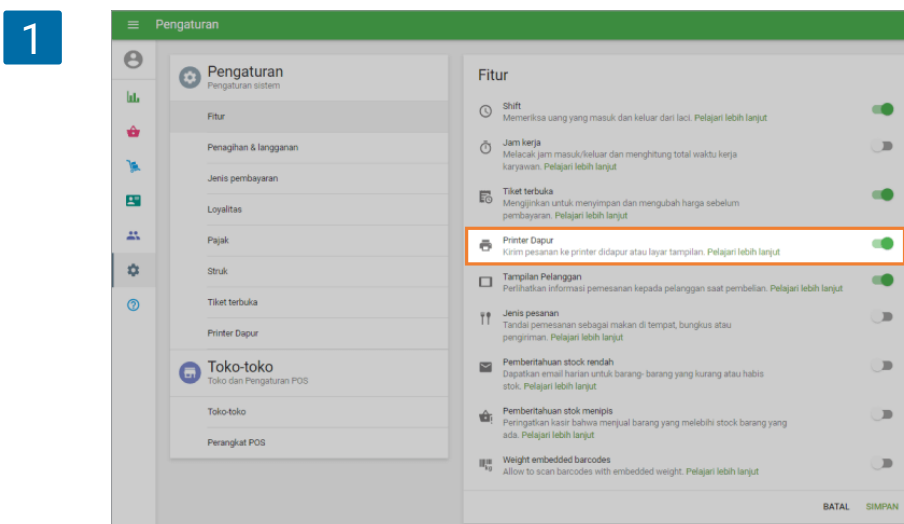 1
Pengaturan
Pengaturan
Pengaturan sistem
Fitur
Penagihan & langganan
Jenis pembayaran
Loyalitas
Pajak
Struk
Tiket terbuka
Printer Dapur
Toko-toko
Toko dan Pengaturan POS
Toko-toko
Perangkat POS
Fitur
Shift
Memeriksa uang yang masuk dan keluar dari laci. Pelajari lebih lanjut
Jam kerja
Melacak jam masuk/keluar dan menghitung total waktu kerja
karyawan. Pelajari lebih lanjut
Tiket terbuka
Mengijinkan untuk menyimpan dan mengubah harga sebelum
pembayaran. Pelajari lebih lanjut
Printer Dapur
Kirim pesanan ke printer didapur atau layar tampilan. Pelajari lebih lanjut
Tampilan Pelanggan
Perlihatkan informasi pemesanan kepada pelanggan saat pembelian. Pelajari lebih lanjut
Jenis pesanan
Tandai pemesanan sebagai makan di tempat, bungkus atau
pengiriman. Pelajari lebih lanjut
Pemberitahuan stock rendah
Dapatkan email harian untuk barang- barang yang kurang atau habis
stok. Pelajari lebih lanjut
Pemberitahuan stok menipis
Peringatkan kasir bahwa menjual barang yang melebihi stock barang yang
ada. Pelajari lebih lanjut
Weight embedded barcodes
Allow to scan barcodes with embedded weight. Pelajari lebih lanjut
BATAL SIMPAN